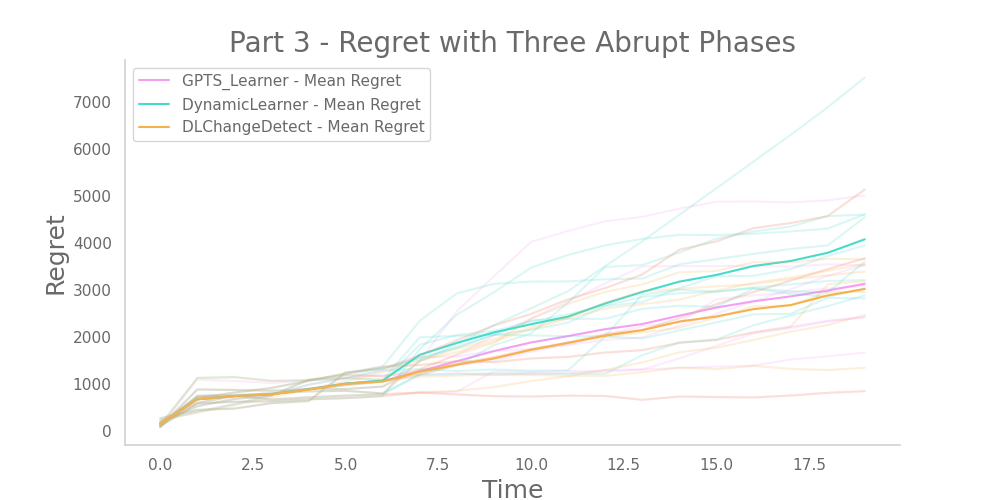 Part 3 - Regret with Three Abrupt Phases
GPTS_Learner - Mean Regret
DynamicLearner - Mean Regret
DLChangeDetect - Mean Regret
7000
6000
5000
4000
3000
2000
1000
0
Regret
0.0 2.5 5.0 7.5 10.0 12.5 15.0 17.5
Time